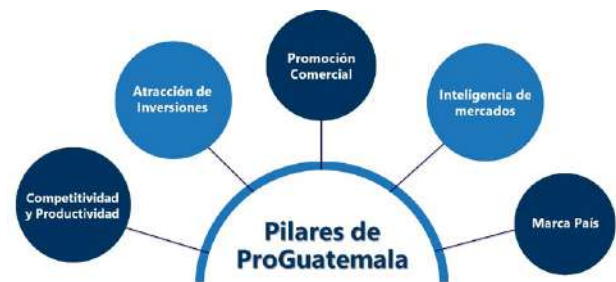 Promoción
Comercial
Atracción de
Inversiones
Inteligencia de
mercados
Competitividad
y Productividad
Marca País
Pilares de
ProGuatemala